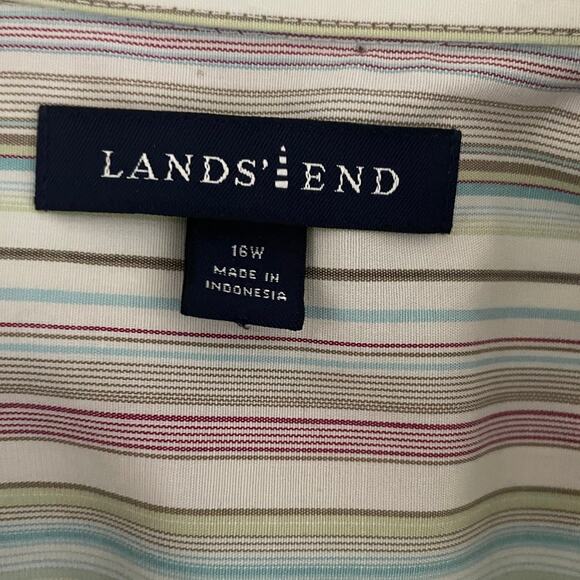 LANDS' END
16W
MADE IN
INDONESIA